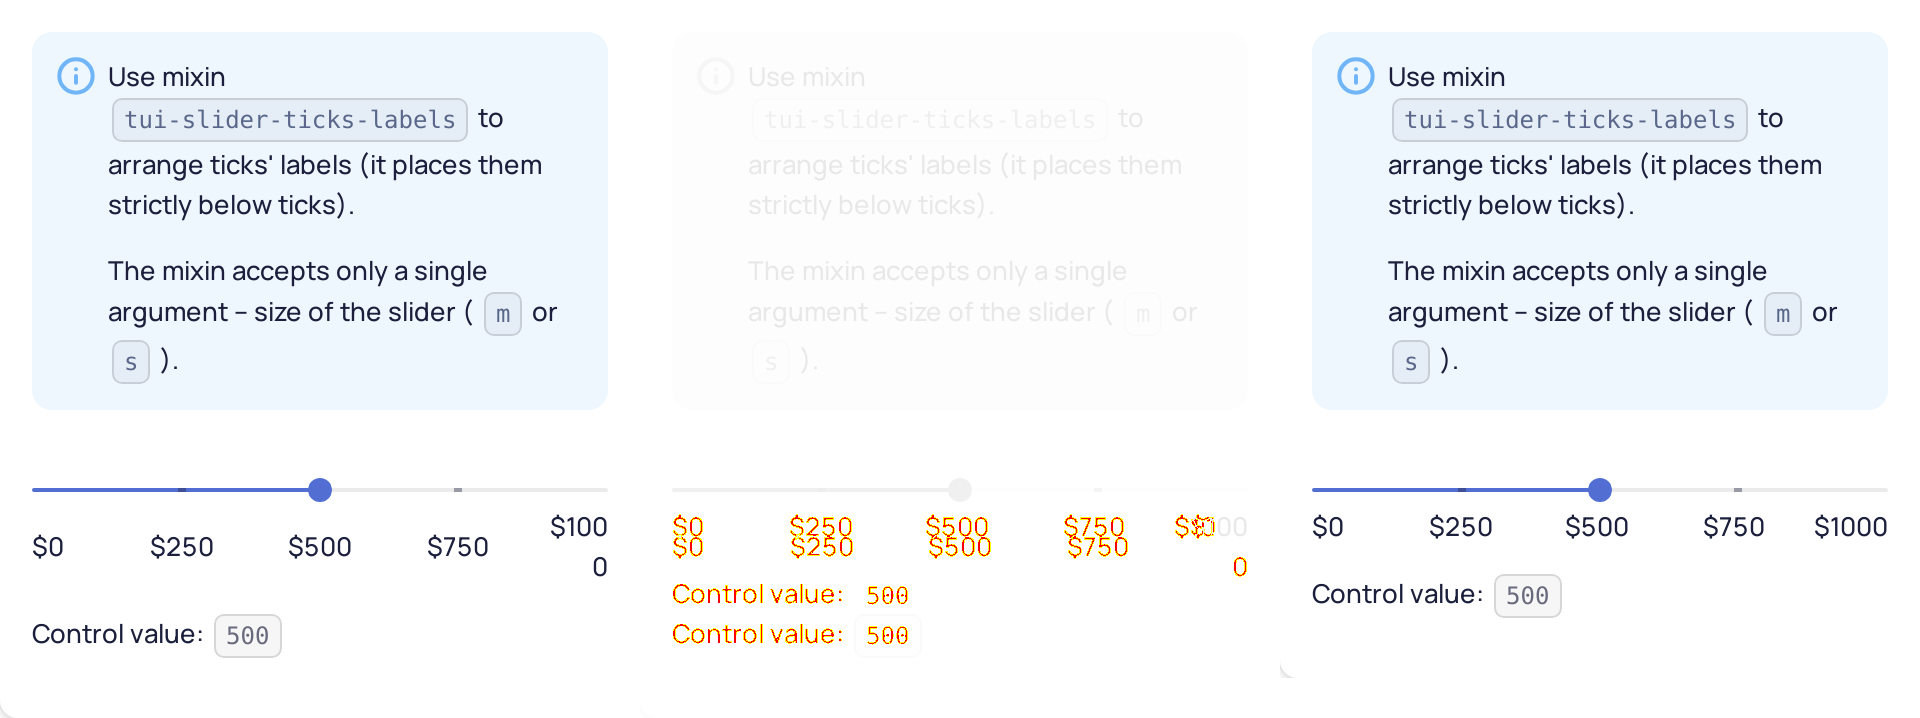 Use mixin
tui-slider-ticks-labels to
arrange ticks' labels (it places them
strictly below ticks).
The mixin accepts only a single
argument – size of the slider ( m or
s ).
$0 $250 $500 $750 $100
0
Control value: 500
Use mixin
tui-slider-ticks-labels to
arrange ticks' labels (it places them
strictly below ticks).
The mixin accepts only a single
argument – size of the slider ( m or
s ).
$0 $250 $500 $750
$0 $250 $500 $750
0
Control value: 500
Control value: 500
Use mixin
tui-slider-ticks-labels to
arrange ticks' labels (it places them
strictly below ticks).
The mixin accepts only a single
argument – size of the slider ( m or
s ).
$0 $250 $500 $750 $1000
Control value: 500